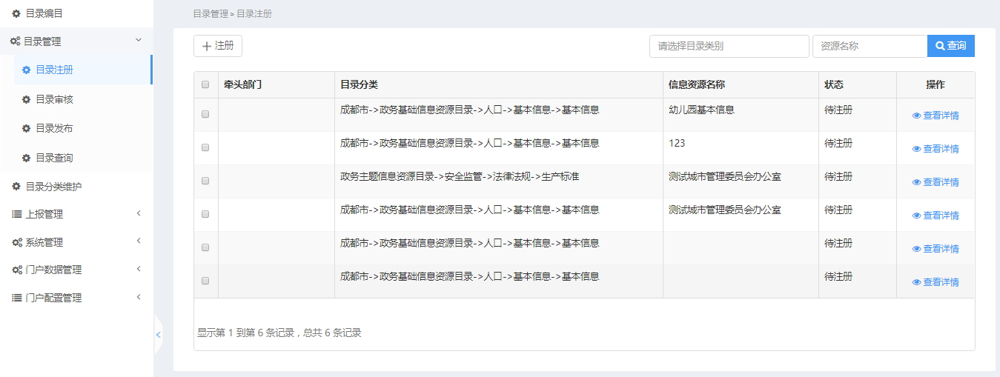 目录编目
目录管理
目录注册
目录审核
目录发布
目录查询
目录分类维护
上报管理
系统管理
门户数据管理
门户配置管理
目录管理 > 目录注册
注册
请选择目录类别 资源名称 查询
牵头部门 目录分类 信息资源名称 状态 操作
成都市->政务基础信息资源目录->人口->基本信息->基本信息 幼儿园基本信息 待注册 查看详情
成都市->政务基础信息资源目录->人口->基本信息->基本信息 123 待注册 查看详情
政务主题信息资源目录->安全监管->法律法规->生产标准 测试城市管理委员会办公室 待注册 查看详情
成都市->政务基础信息资源目录->人口->基本信息->基本信息 测试城市管理委员会办公室 待注册 查看详情
成都市->政务基础信息资源目录->人口->基本信息->基本信息 待注册 查看详情
成都市->政务基础信息资源目录->人口->基本信息->基本信息 待注册 查看详情
显示第 1 到第 6 条记录，总共 6 条记录